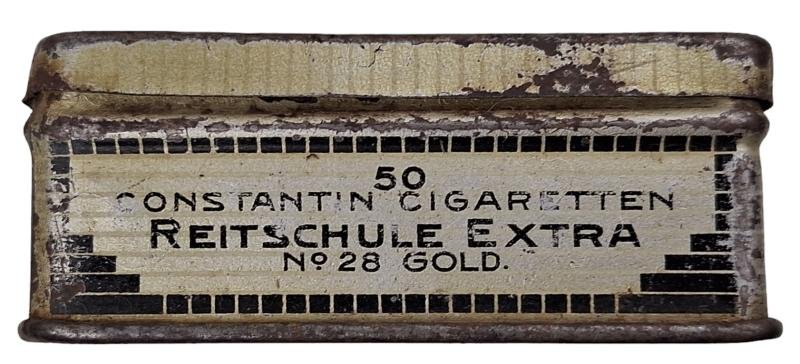 50
CONSTANTIN CIGARETTEN
REITSCHULE EXTRA
No 28 GOLD.